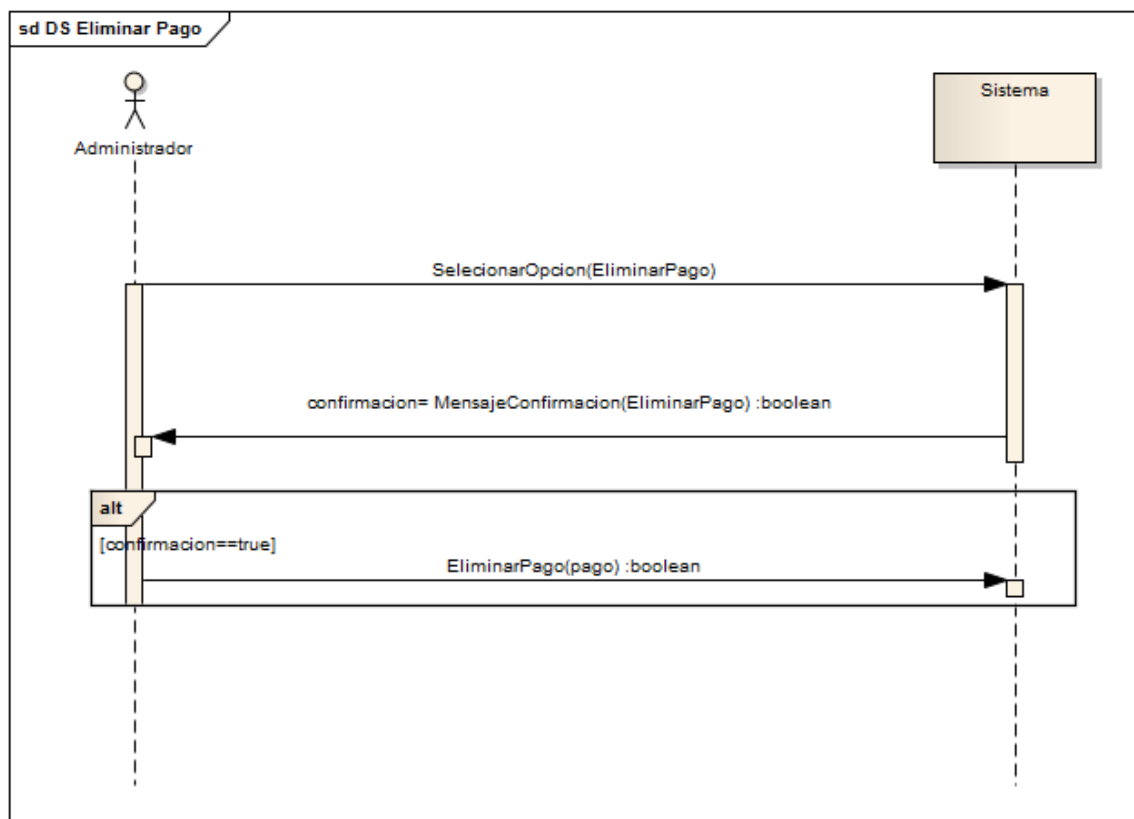 sd DS Eliminar Pago
Administrador
Sistema
SelecionarOpcion(EliminarPago)
confirmacion= MensajeConfirmacion(EliminarPago) :boolean
alt
[confirmacion==true]
EliminarPago(pago) :boolean